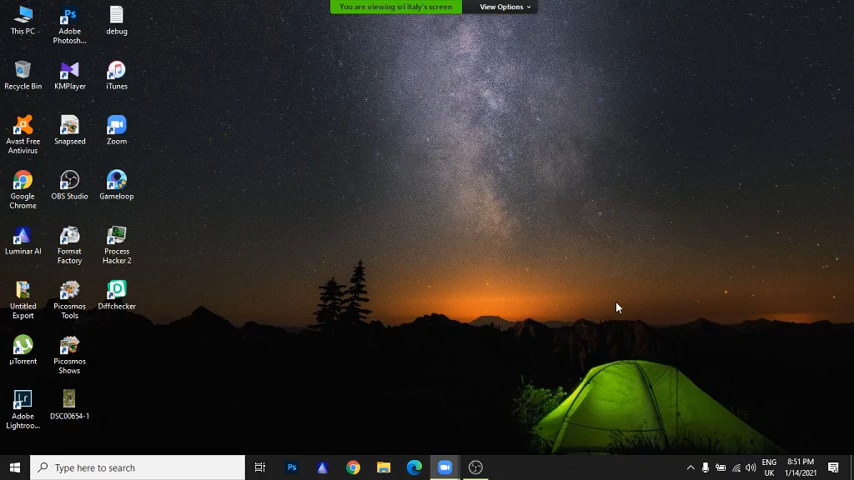 You are viewing sri italy's screen
View Options
This PC
Adobe
Photosh...
debug
Recycle Bin
KMPlayer
iTunes
Avast Free
Antivirus
Snapseed
Zoom
Google
Chrome
OBS Studio
Gameloop
Luminar AI
Format
Factory
Process
Hacker 2
Untitled
Export
Picosmos
Tools
Diffchecker
µTorrent
Picosmos
Shows
Adobe
Lightroo...
DSC00654-1
Type here to search
ENG
UK
8:51 PM
1/14/2021